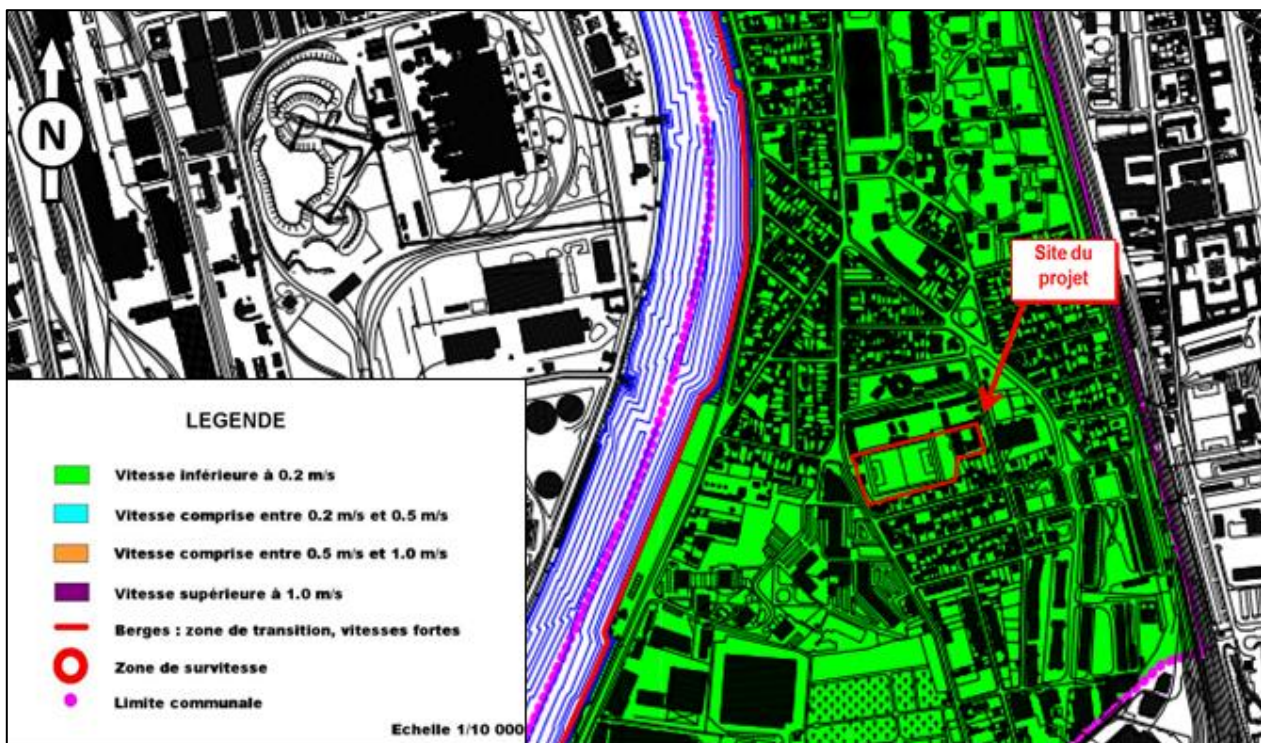 N
Site du
projet
LEGENDE
Vitesse inférieure à 0.2 m/s
Vitesse comprise entre 0.2 m/s et 0.5 m/s
Vitesse comprise entre 0.5 m/s et 1.0 m/s
Vitesse supérieure à 1.0 m/s
Berges : zone de transition, vitesses fortes
Zone de survitesse
Limite communale
Echelle 1/10 000